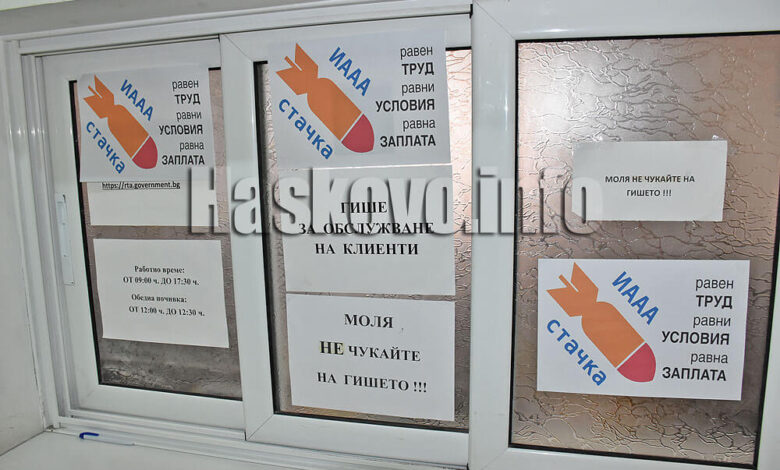 ИААА
стачка
равен
ТРУД
равни
УСЛОВИЯ
равна
ЗАПЛАТА
https://rta.government.bg
Работно време:
ОТ 09:00 ч. ДО 17:30 ч.
Обедна почивка:
ОТ 12:00 ч. ДО 12:30 ч.
ИААА
стачка
равен
ТРУД
равни
УСЛОВИЯ
равна
ЗАПЛАТА
ГИШЕ
ЗА ОБСЛУЖВАНЕ
НА КЛИЕНТИ
МОЛЯ
НЕ ЧУКАЙТЕ
НА ГИШЕТО !!!
МОЛЯ НЕ ЧУКАЙТЕ НА
ГИШЕТО !!!
ИААА
стачка
равен
ТРУД
равни
УСЛОВИЯ
равна
ЗАПЛАТА
Haskovo.info